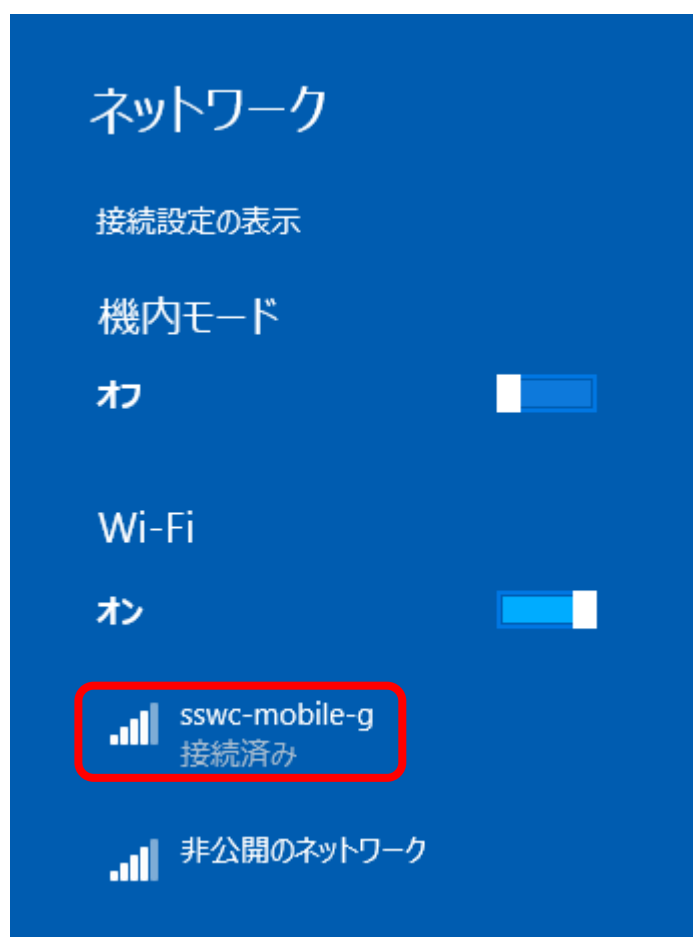 ネットワーク
接続設定の表示
機内モード
オフ
Wi-Fi
オン
sswc-mobile-g
接続済み
非公開のネットワーク